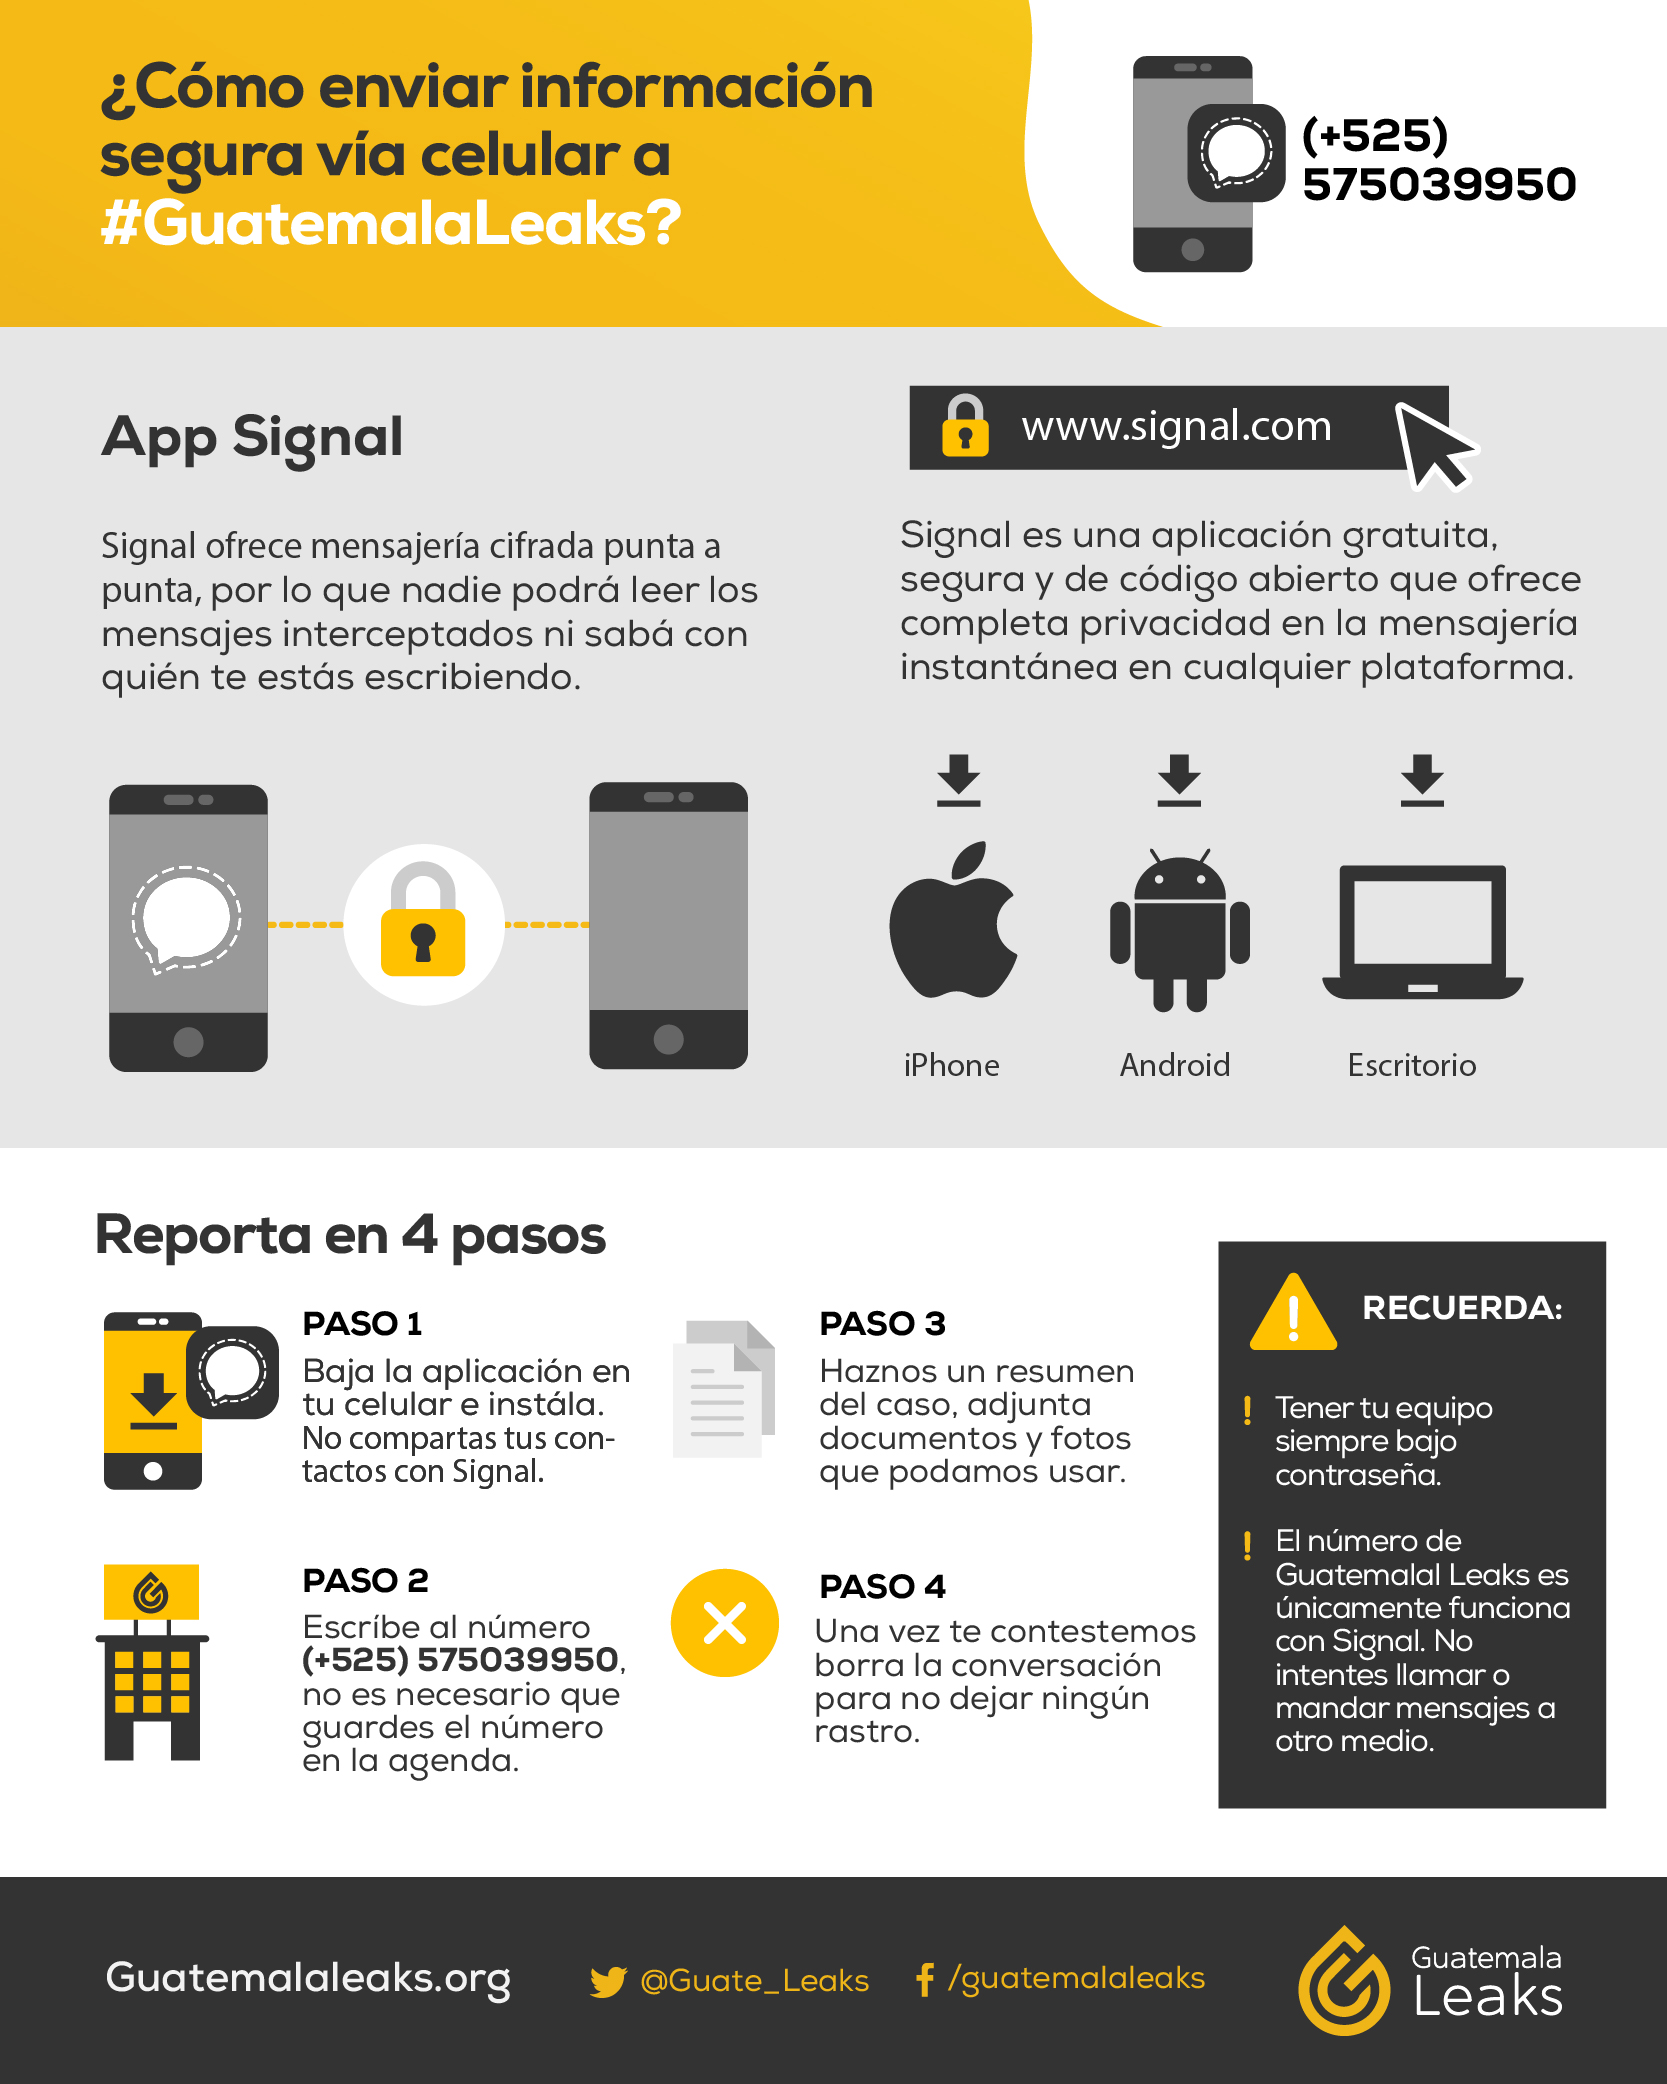 ¿Cómo enviar información
segura vía celular a
#GuatemalaLeaks?
(+525)
575039950
App Signal
Signal ofrece mensajería cifrada punta a
punta, por lo que nadie podrá leer los
mensajes interceptados ni sabá con
quién te estás escribiendo.
www.signal.com
Signal es una aplicación gratuita,
segura y de código abierto que ofrece
completa privacidad en la mensajería
instantánea en cualquier plataforma.
iPhone
Android
Escritorio
Reporta en 4 pasos
PASO 1
Baja la aplicación en
tu celular e instála.
No compartas tus con-
tactos con Signal.
PASO 2
Escríbe al número
(+525) 575039950,
no es necesario que
guardes el número
en la agenda.
PASO 3
Haznos un resumen
del caso, adjunta
documentos y fotos
que podamos usar.
PASO 4
Una vez te contestemos
borra la conversación
para no dejar ningún
rastro.
RECUERDA:
! Tener tu equipo
siempre bajo
contraseña.
! El número de
Guatemalal Leaks es
únicamente funciona
con Signal. No
intentes llamar o
mandar mensajes a
otro medio.
Guatemalaleaks.org
@Guate_Leaks
/guatemalaleaks
Guatemala
Leaks